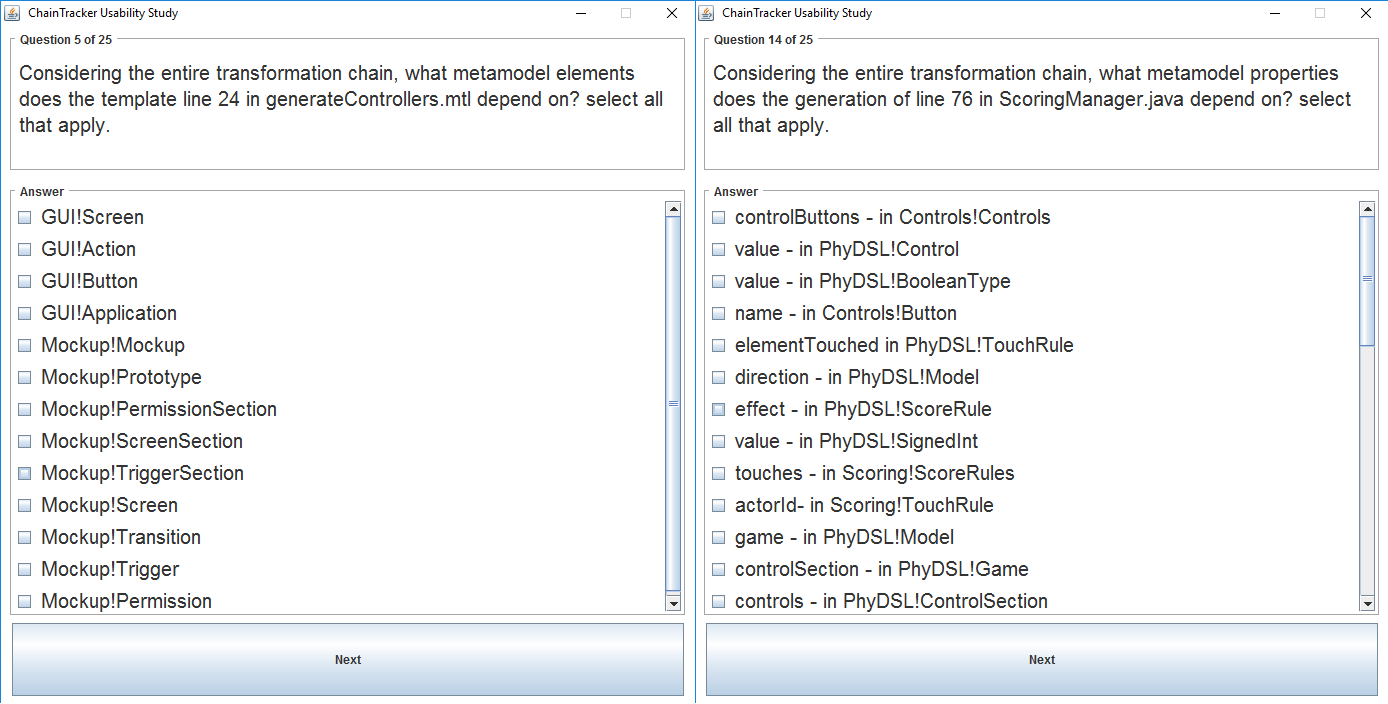 ChainTracker Usability Study
Question 5 of 25
Considering the entire transformation chain, what metamodel elements
does the template line 24 in generateControllers.mtl depend on? select all
that apply.
Answer
GUI!Screen
GUI!Action
GUI!Button
GUI!Application
Mockup!Mockup
Mockup!Prototype
Mockup!PermissionSection
Mockup!ScreenSection
Mockup!TriggerSection
Mockup!Screen
Mockup!Transition
Mockup!Trigger
Mockup!Permission
Next
ChainTracker Usability Study
Question 14 of 25
Considering the entire transformation chain, what metamodel properties
does the generation of line 76 in ScoringManager.java depend on? select
all that apply.
Answer
controlButtons - in Controls!Controls
value - in PhyDSL!Control
value - in PhyDSL!BooleanType
name - in Controls!Button
elementTouched in PhyDSL!TouchRule
direction - in PhyDSL!Model
effect - in PhyDSL!ScoreRule
value - in PhyDSL!SignedInt
touches - in Scoring!ScoreRules
actorId- in Scoring!TouchRule
game - in PhyDSL!Model
controlSection - in PhyDSL!Game
controls - in PhyDSL!ControlSection
Next